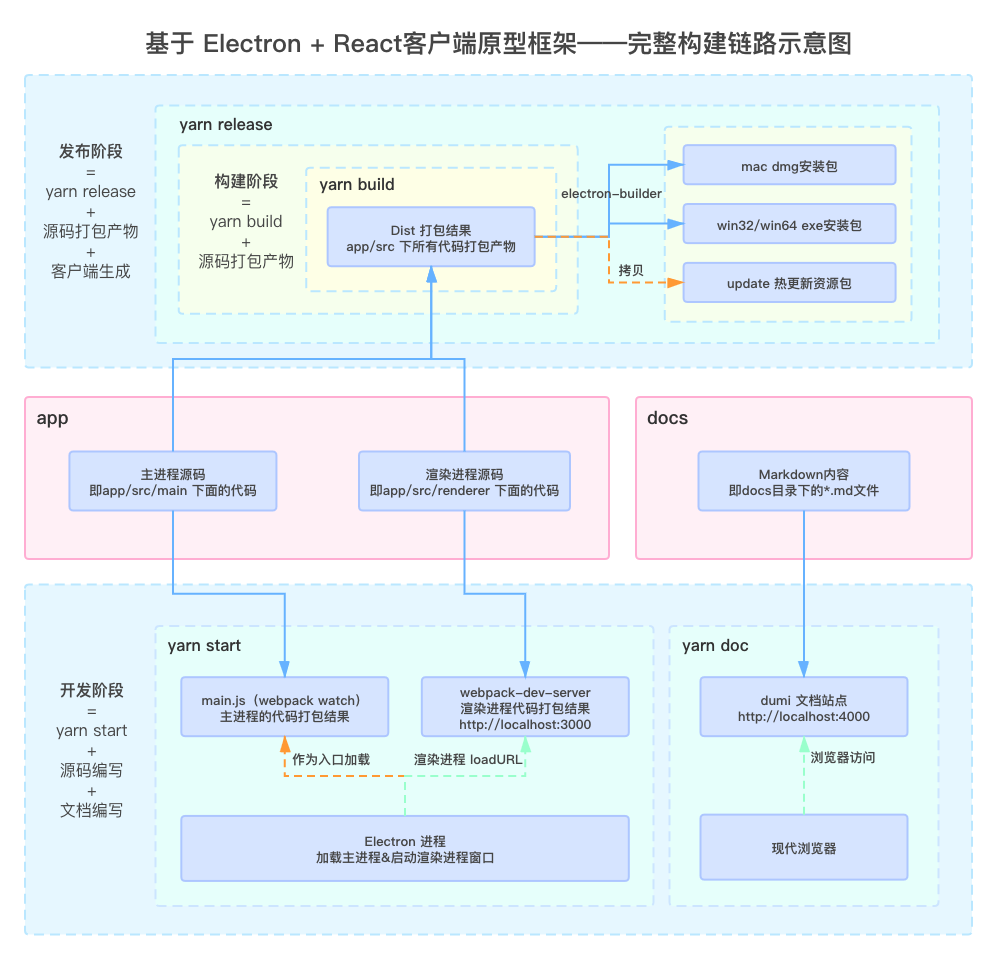 基于 Electron + React客户端原型框架——完整构建链路示意图
发布阶段
=
yarn release
+
源码打包产物
+
客户端生成
yarn release
构建阶段
=
yarn build
+
源码打包产物
yarn build
Dist 打包结果
app/src 下所有代码打包产物
electron-builder
拷贝
mac dmg安装包
win32/win64 exe安装包
update 热更新资源包
app
主进程源码
即app/src/main 下面的代码
渲染进程源码
即app/src/renderer 下面的代码
docs
Markdown内容
即docs目录下的*.md文件
开发阶段
=
yarn start
+
源码编写
+
文档编写
yarn start
main.js（webpack watch）
主进程的代码打包结果
webpack-dev-server
渲染进程代码打包结果
http://localhost:3000
作为入口加载
渲染进程 loadURL
Electron 进程
加载主进程&启动渲染进程窗口
yarn doc
dumi 文档站点
http://localhost:4000
浏览器访问
现代浏览器